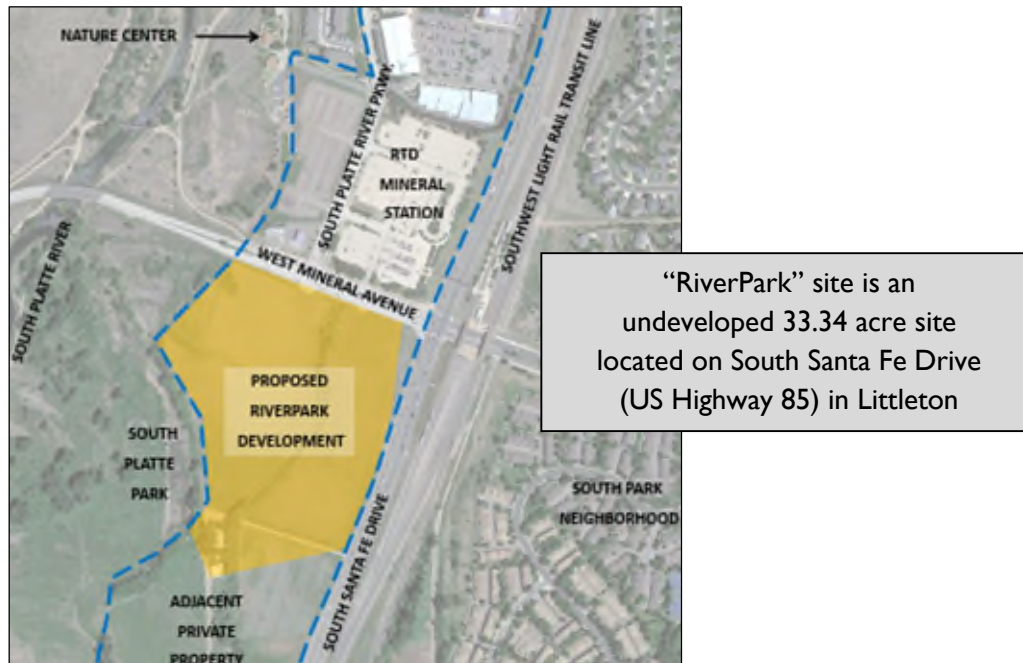 NATURE CENTER
SOUTH PLATTE RIVER PKWY.
RTD
MINERAL
STATION
SOUTHWEST LIGHT RAIL TRANSIT LINE
WEST MINERAL AVENUE
SOUTH PLATTE RIVER
“RiverPark” site is an
undeveloped 33.34 acre site
located on South Santa Fe Drive
(US Highway 85) in Littleton
PROPOSED
RIVERPARK
DEVELOPMENT
SOUTH
PLATTE
PARK
SOUTH PARK
NEIGHBORHOOD
SOUTH SANTA FE DRIVE
ADJACENT
PRIVATE
PROPERTY